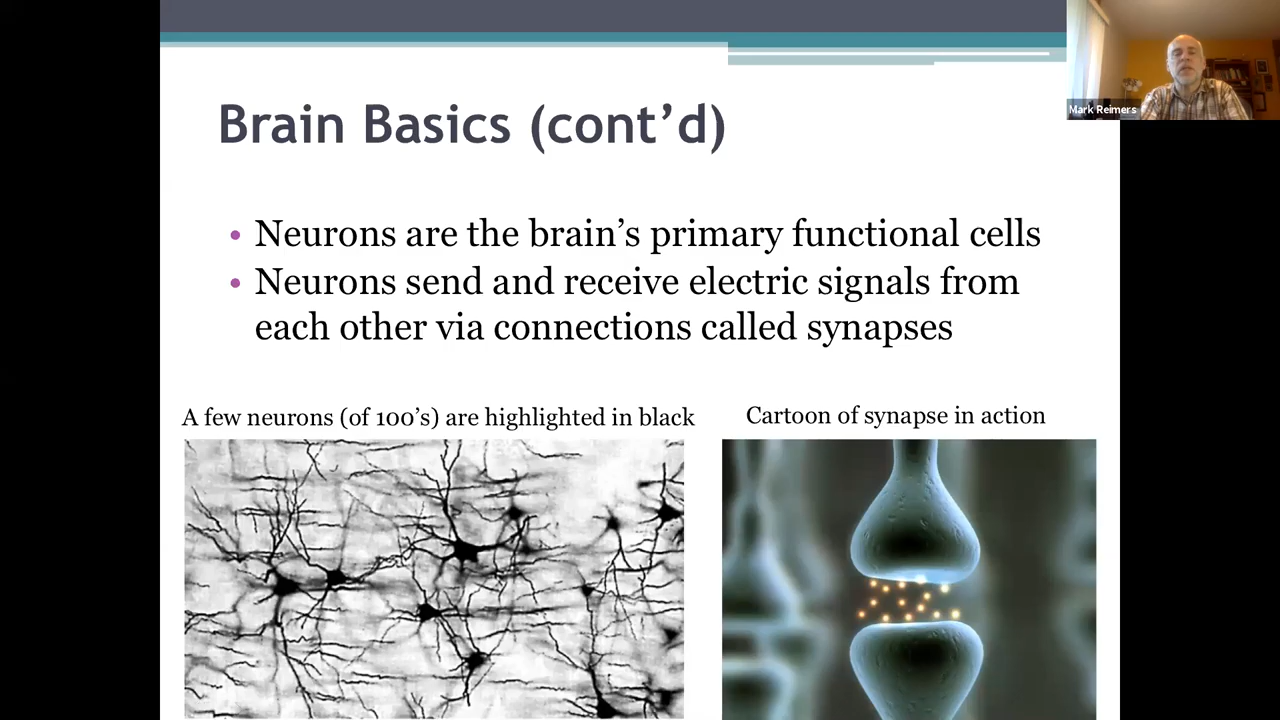 Mark Reimers
Brain Basics (cont’d)
• Neurons are the brain’s primary functional cells
• Neurons send and receive electric signals from
each other via connections called synapses
A few neurons (of 100’s) are highlighted in black
Cartoon of synapse in action